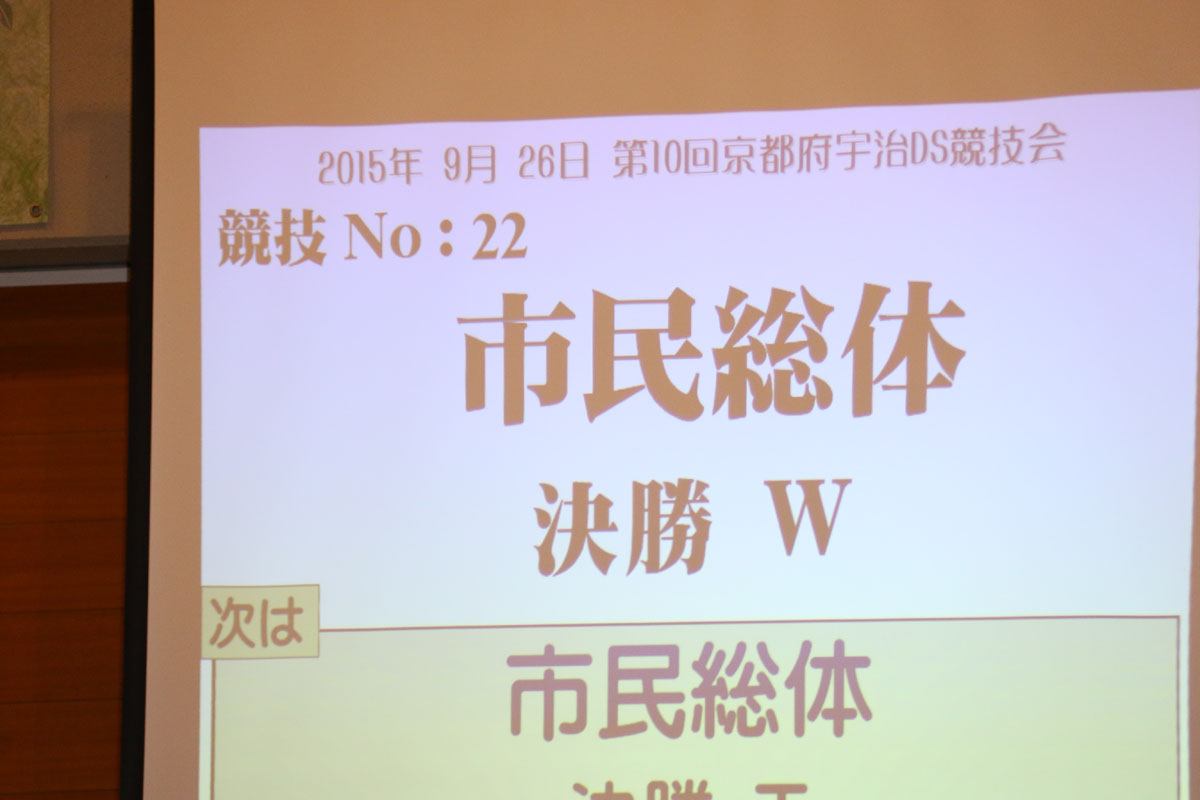 2015年 9月 26日 第10回京都府宇治DS競技会
競技 No：22
市民総体
決勝 W
次は
市民総体
決勝 T